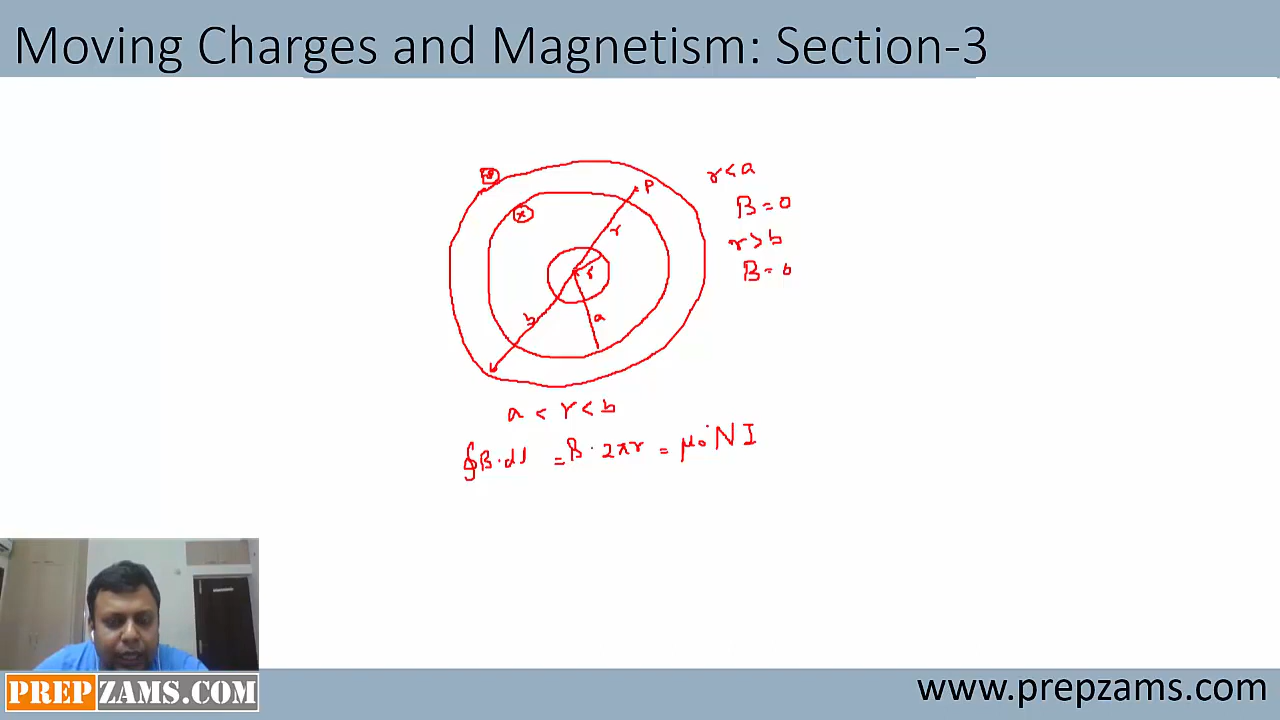 Moving Charges and Magnetism: Section-3
r < a
P
B = 0
r
r > b
r
B = 0
b
a
a < r < b
∮B·dl = B · 2πr = μ₀NI
PREPZAMS.COM
www.prepzams.com